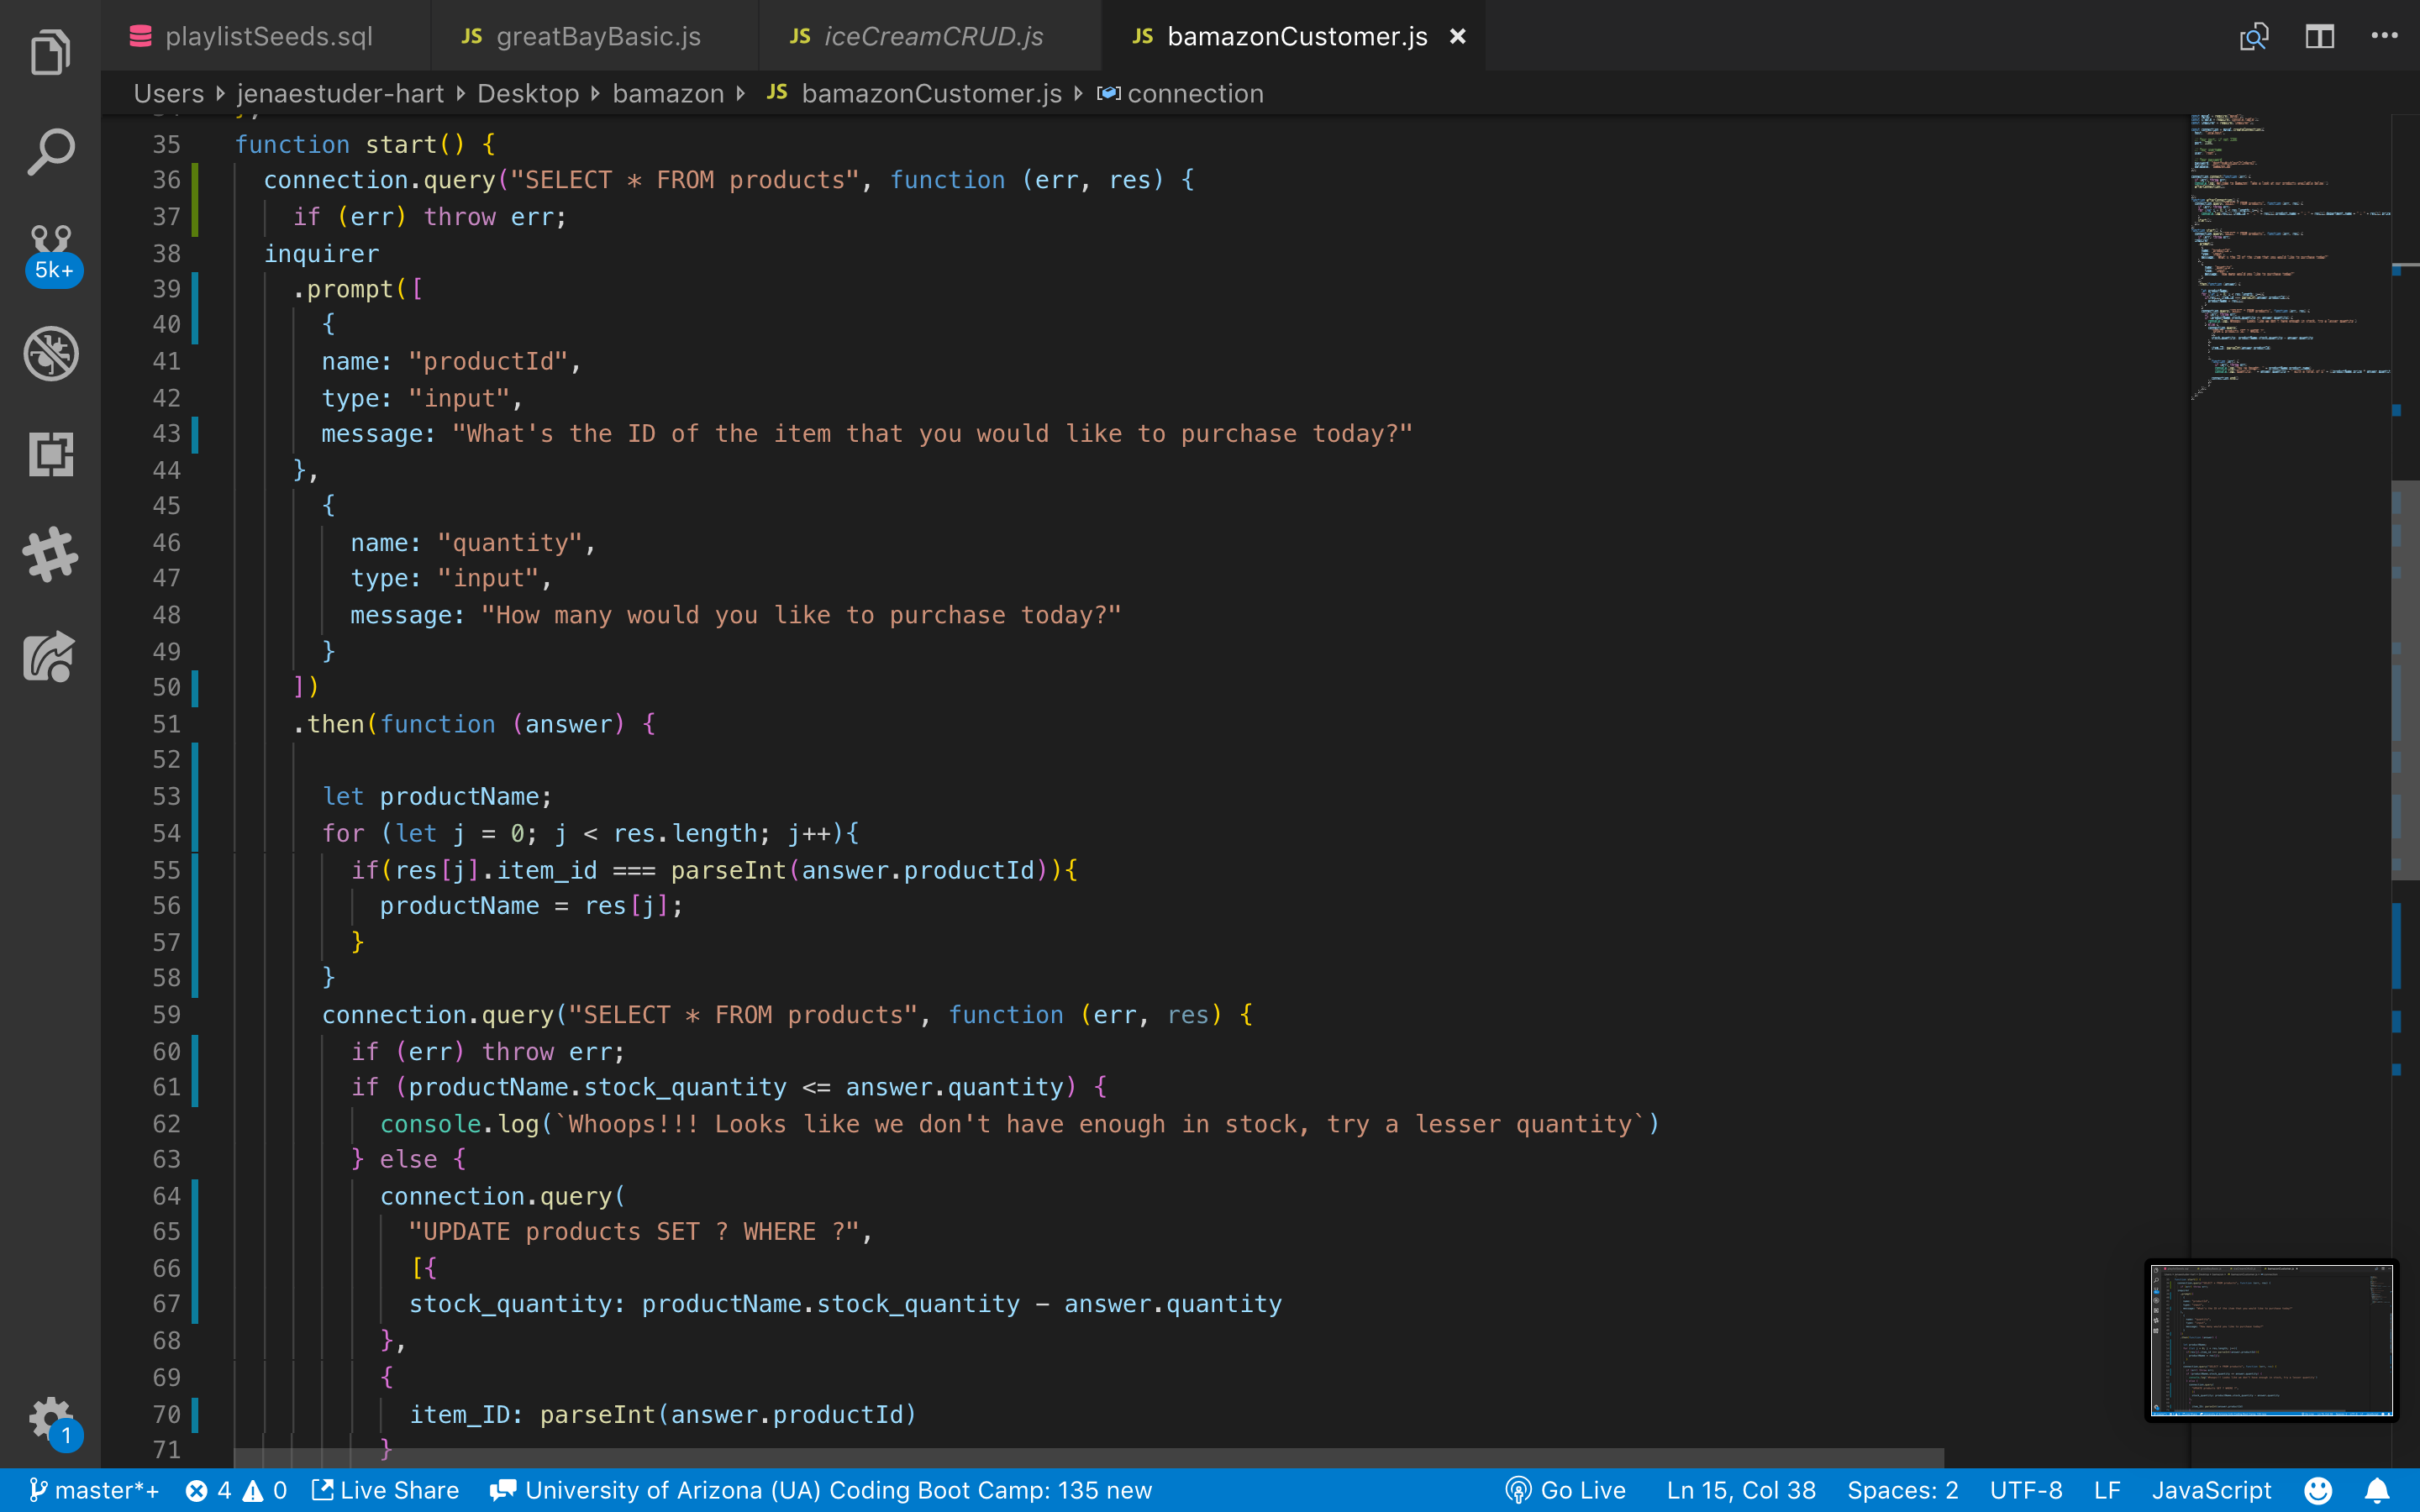 playlistSeeds.sql JS greatBayBasic.js JS iceCreamCRUD.js JS bamazonCustomer.js ×
Users jenaestuder-hart Desktop bamazon JS bamazonCustomer.js connection
35 function start() {
36 connection.query("SELECT * FROM products", function (err, res) {
37 if (err) throw err;
38 inquirer
39 .prompt([
40 {
41 name: "productId",
42 type: "input",
43 message: "What's the ID of the item that you would like to purchase today?"
44 },
45 {
46 name: "quantity",
47 type: "input",
48 message: "How many would you like to purchase today?"
49 }
50 ])
51 .then(function (answer) {
52
53 let productName;
54 for (let j = 0; j < res.length; j++){
55 if(res[j].item_id === parseInt(answer.productId)){
56 productName = res[j];
57 }
58 }
59 connection.query("SELECT * FROM products", function (err, res) {
60 if (err) throw err;
61 if (productName.stock_quantity <= answer.quantity) {
62 console.log(`Whoops!!! Looks like we don't have enough in stock, try a lesser quantity`)
63 } else {
64 connection.query(
65 "UPDATE products SET ? WHERE ?",
66 [{
67 stock_quantity: productName.stock_quantity - answer.quantity
68 },
69 {
70 item_ID: parseInt(answer.productId)
71 }
5k+
1
master*+ 4 0 Live Share University of Arizona (UA) Coding Boot Camp: 135 new Go Live Ln 15, Col 38 Spaces: 2 UTF-8 LF JavaScript